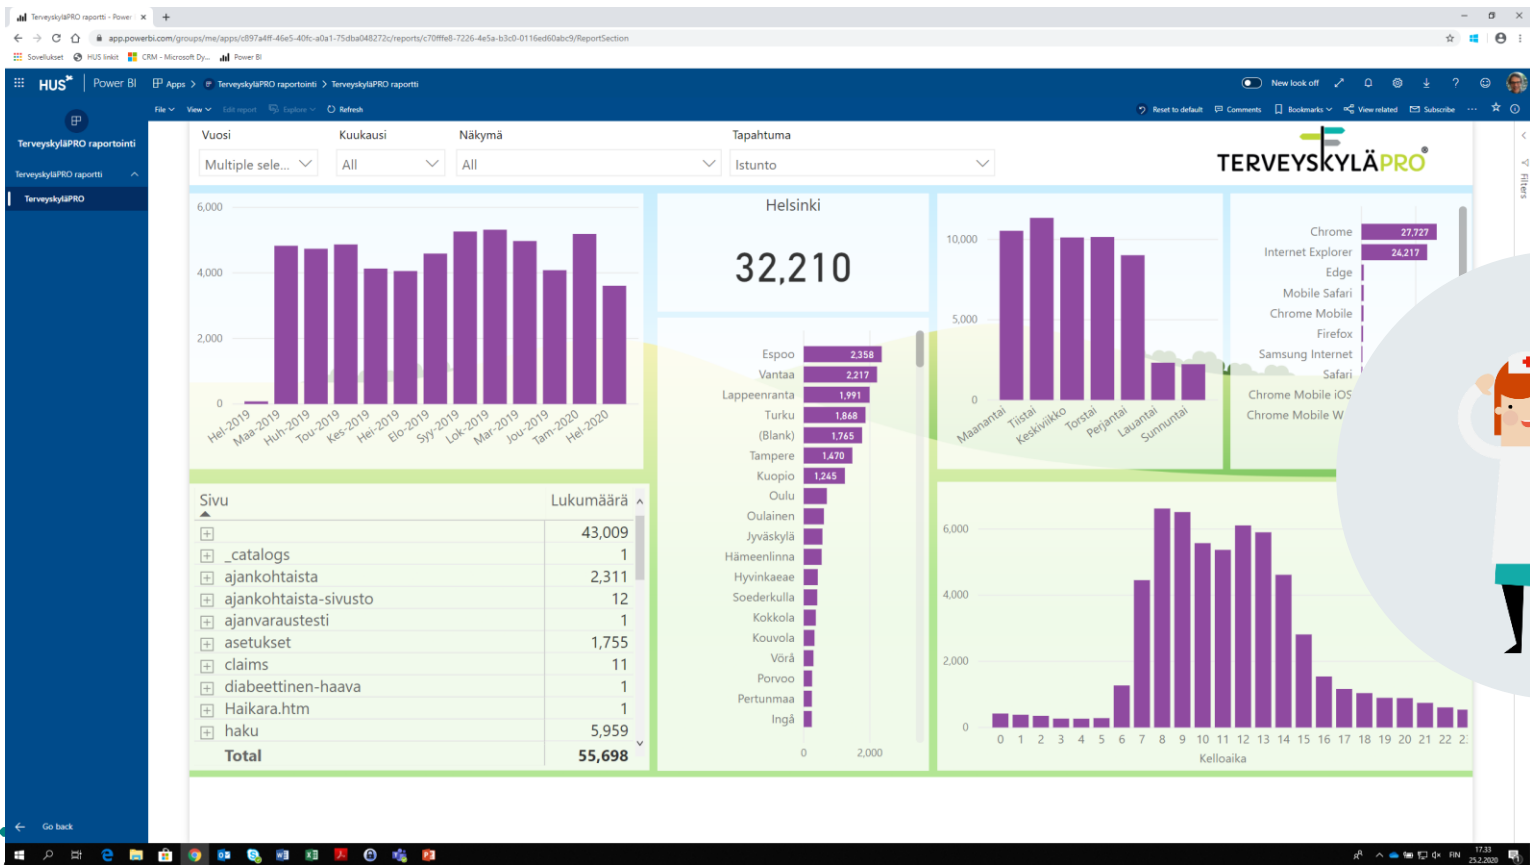 TerveyskyläPRO raportti - Power
app.powerbi.com/groups/me/apps/c897a4ff-46e5-40fc-a0a1-75dba048272c/reports/c70fffe8-7226-4e5a-b3c0-0116ed60abc9/ReportSection
Sovellukset HUS linkit CRM - Microsoft Dy... Power BI
HUS Power BI Apps > TerveyskyläPRO raportointi > TerveyskyläPRO raportti New look off
File View Edit report Explore Refresh Reset to default Comments Bookmarks View related Subscribe
TerveyskyläPRO raportointi
TerveyskyläPRO raportti
TerveyskyläPRO
Go back
Filters
Vuosi Kuukausi Näkymä Tapahtuma
Multiple sele... All All Istunto
TERVEYSKYLÄPRO®
6,000
4,000
2,000
0
Hel-2019 Maa-2019 Huh-2019 Tou-2019 Kes-2019 Hei-2019 Elo-2019 Syy-2019 Lok-2019 Mar-2019 Jou-2019 Tam-2020 Hel-2020
Helsinki
32,210
Espoo 2,358
Vantaa 2,217
Lappeenranta 1,991
Turku 1,868
(Blank) 1,765
Tampere 1,470
Kuopio 1,245
Oulu
Oulainen
Jyväskylä
Hämeenlinna
Hyvinkaeae
Soederkulla
Kokkola
Kouvola
Vörå
Porvoo
Pertunmaa
Ingå
0 2,000
10,000
5,000
0
Maanantai Tiistai Keskiviikko Torstai Perjantai Lauantai Sunnuntai
Chrome 27,727
Internet Explorer 24,217
Edge
Mobile Safari
Chrome Mobile
Firefox
Samsung Internet
Safari
Chrome Mobile iOS
Chrome Mobile W
Sivu Lukumäärä
43,009
_catalogs 1
ajankohtaista 2,311
ajankohtaista-sivusto 12
ajanvaraustesti 1
asetukset 1,755
claims 11
diabeettinen-haava 1
Haikara.htm 1
haku 5,959
Total 55,698
6,000
4,000
2,000
0
0 1 2 3 4 5 6 7 8 9 10 11 12 13 14 15 16 17 18 19 20 21 22
Kelloaika
FIN 17.33
25.2.2020